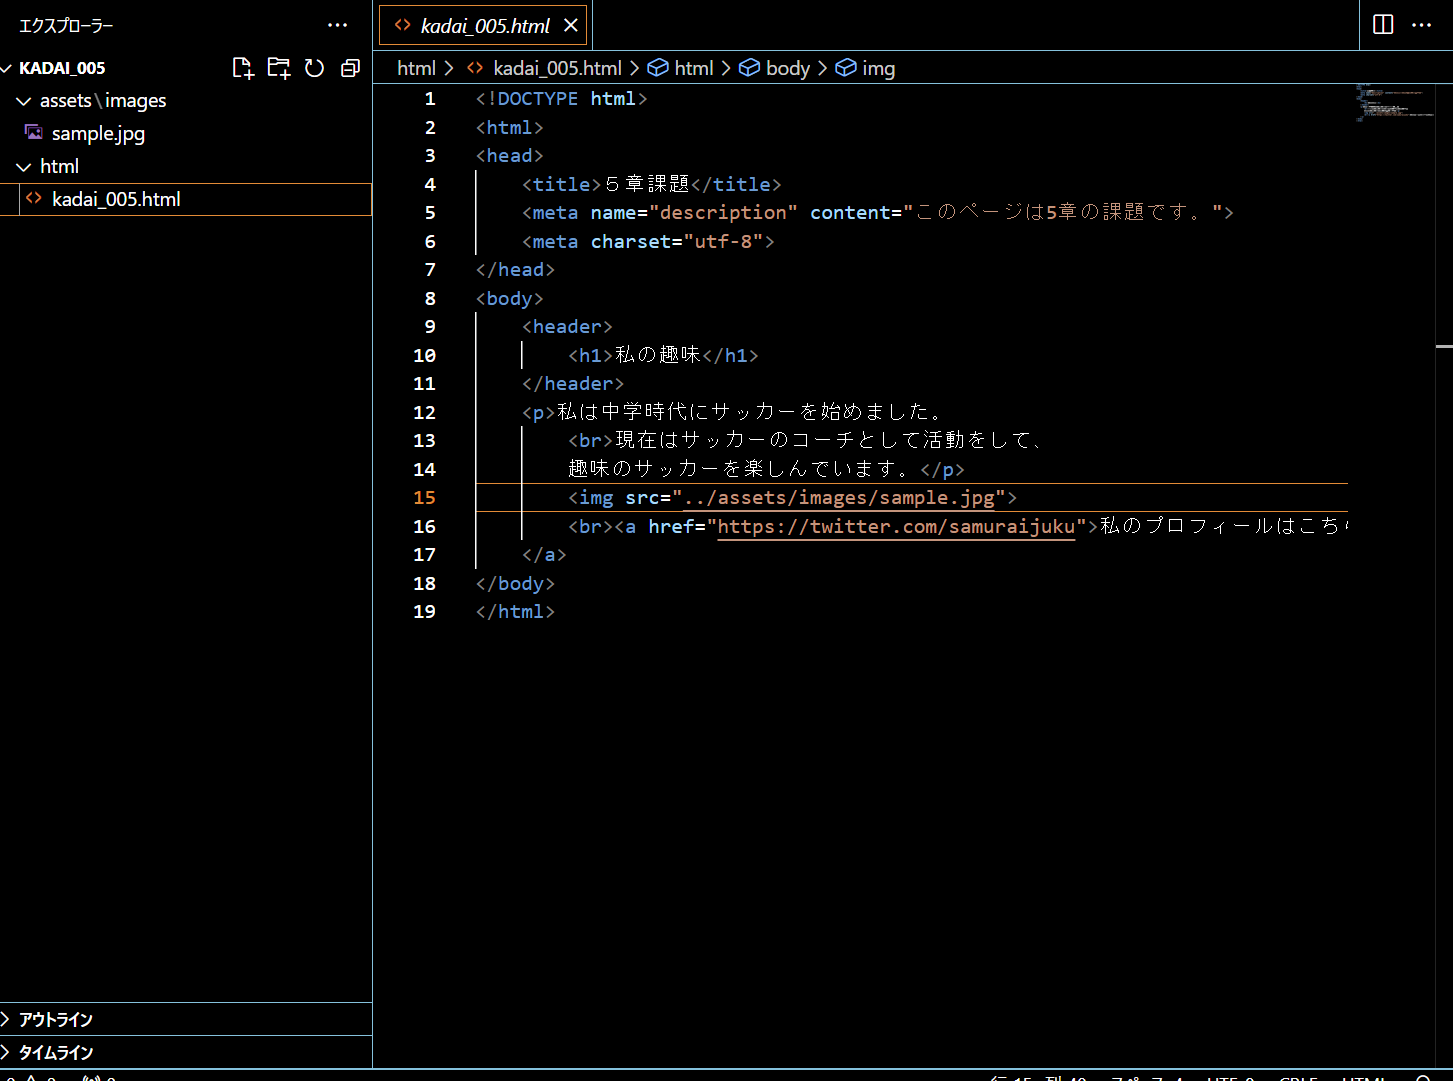 エクスプローラー
KADAI_005
assets\images
sample.jpg
html
kadai_005.html
アウトライン
タイムライン
kadai_005.html
html > kadai_005.html > html > body > img
1 <!DOCTYPE html>
2 <html>
3 <head>
4 <title>５章課題</title>
5 <meta name="description" content="このページは5章の課題です。">
6 <meta charset="utf-8">
7 </head>
8 <body>
9 <header>
10 <h1>私の趣味</h1>
11 </header>
12 <p>私は中学時代にサッカーを始めました。
13 <br>現在はサッカーのコーチとして活動をして、
14 趣味のサッカーを楽しんでいます。</p>
15 <img src="../assets/images/sample.jpg">
16 <br><a href="https://twitter.com/samuraijuku">私のプロフィールはこち
17 </a>
18 </body>
19 </html>